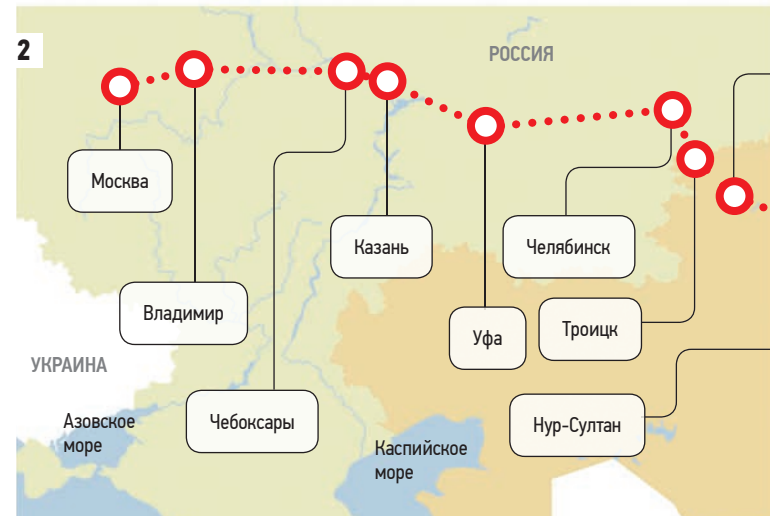 2
РОССИЯ
Москва
Казань
Челябинск
Владимир
Уфа
Троицк
УКРАИНА
Чебоксары
Нур-Султан
Азовское
море
Каспийское
море